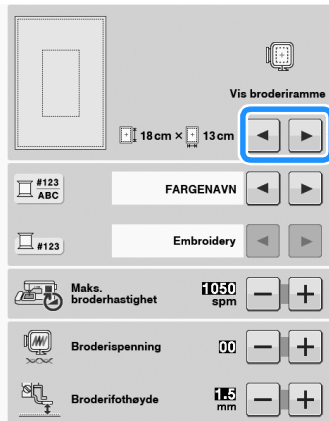 Vis broderiramme
18cm × 13cm
#123
ABC
FARGENAVN
#123
Embroidery
Maks.
broderhastighet
1050
spm
Broderispenning
00
Broderifothøyde
1.5
mm